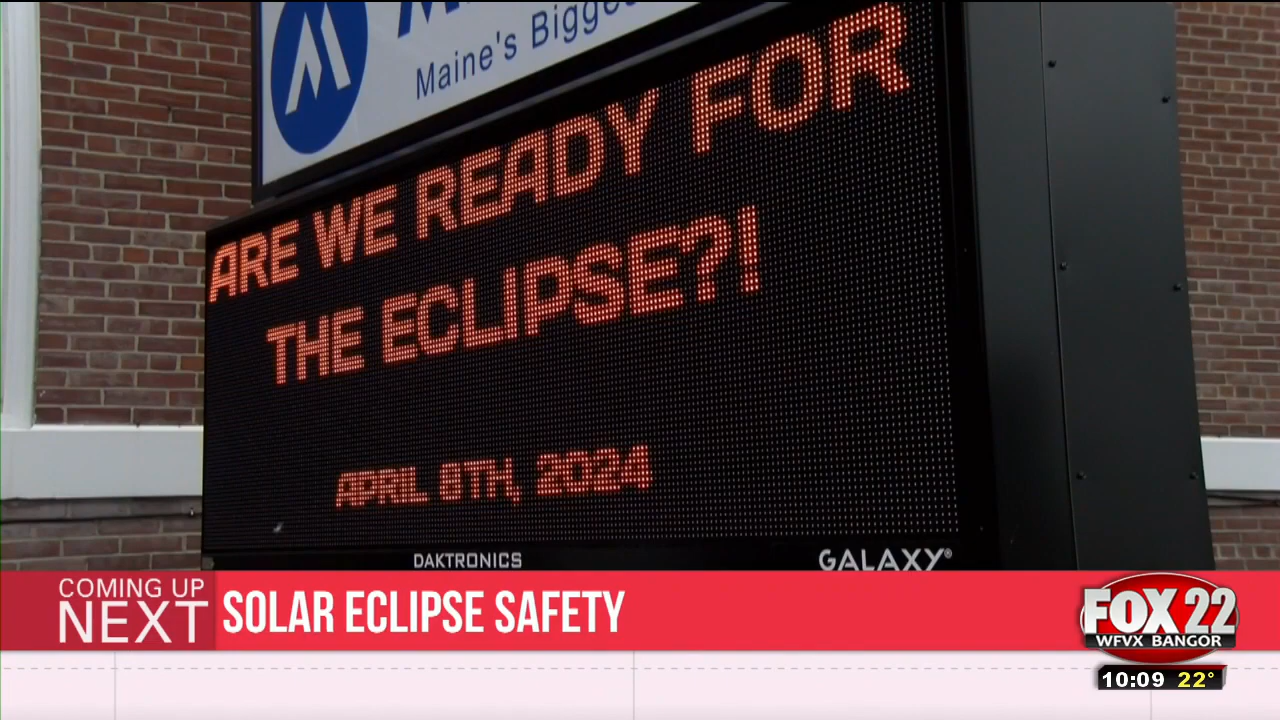 Maine's
ARE WE READY FOR
THE ECLIPSE?!
APRIL 8TH, 2024
DAKTRONICS
GALAXY®
COMING UP
NEXT
SOLAR ECLIPSE SAFETY
FOX 22
WFVX BANGOR
10:09 22°